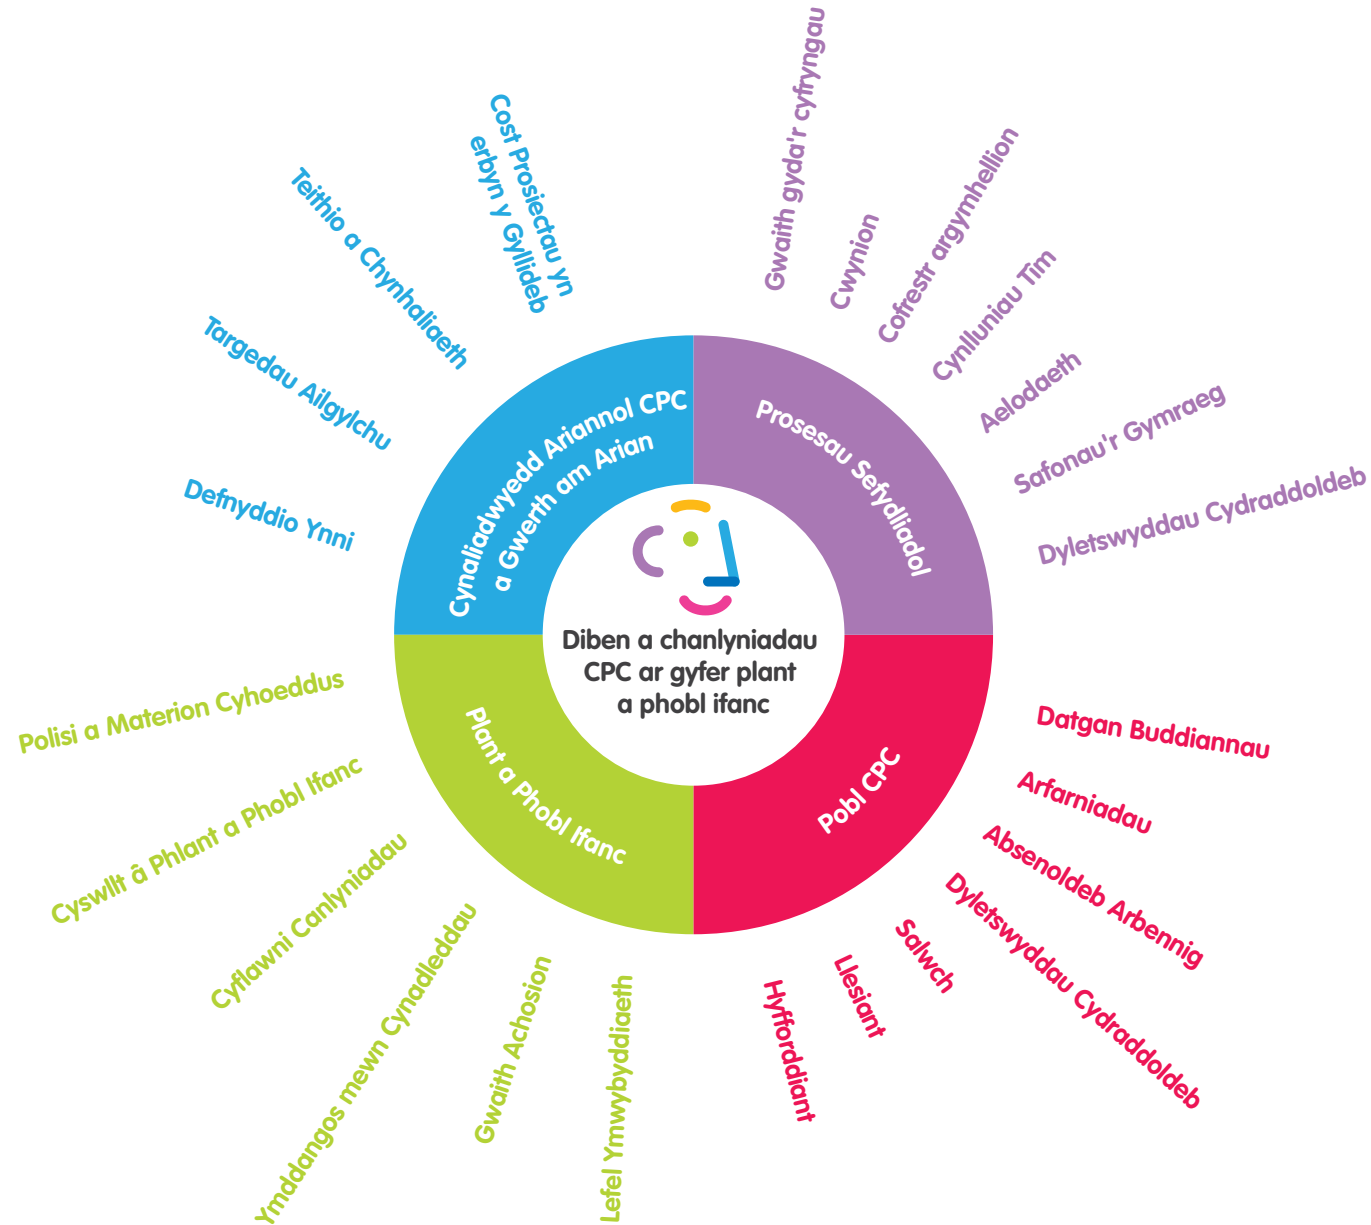 Diben a chanlyniadau
CPC ar gyfer plant
a phobl ifanc
Cynaliadwyedd Ariannol CPC
a Gwerth am Arian
Defnyddio Ynni
Targedau Ailgylchu
Teithio a Chynhaliaeth
Cost Prosiectau yn
erbyn y Gyllideb
Prosesau Sefydliadol
Gwaith gyda'r cyfryngau
Cwynion
Cofrestr argymhellion
Cynlluniau Tîm
Aelodaeth
Safonau'r Gymraeg
Dyletswyddau Cydraddoldeb
Pobl CPC
Datgan Buddiannau
Arfarniadau
Absenoldeb Arbennig
Dyletswyddau Cydraddoldeb
Salwch
Llesiant
Hyfforddiant
Plant a Phobl Ifanc
Lefel Ymwybyddiaeth
Gwaith Achosion
Ymddangos mewn Cynadleddau
Cyflawni Canlyniadau
Cyswllt â Phlant a Phobl Ifanc
Polisi a Materion Cyhoeddus